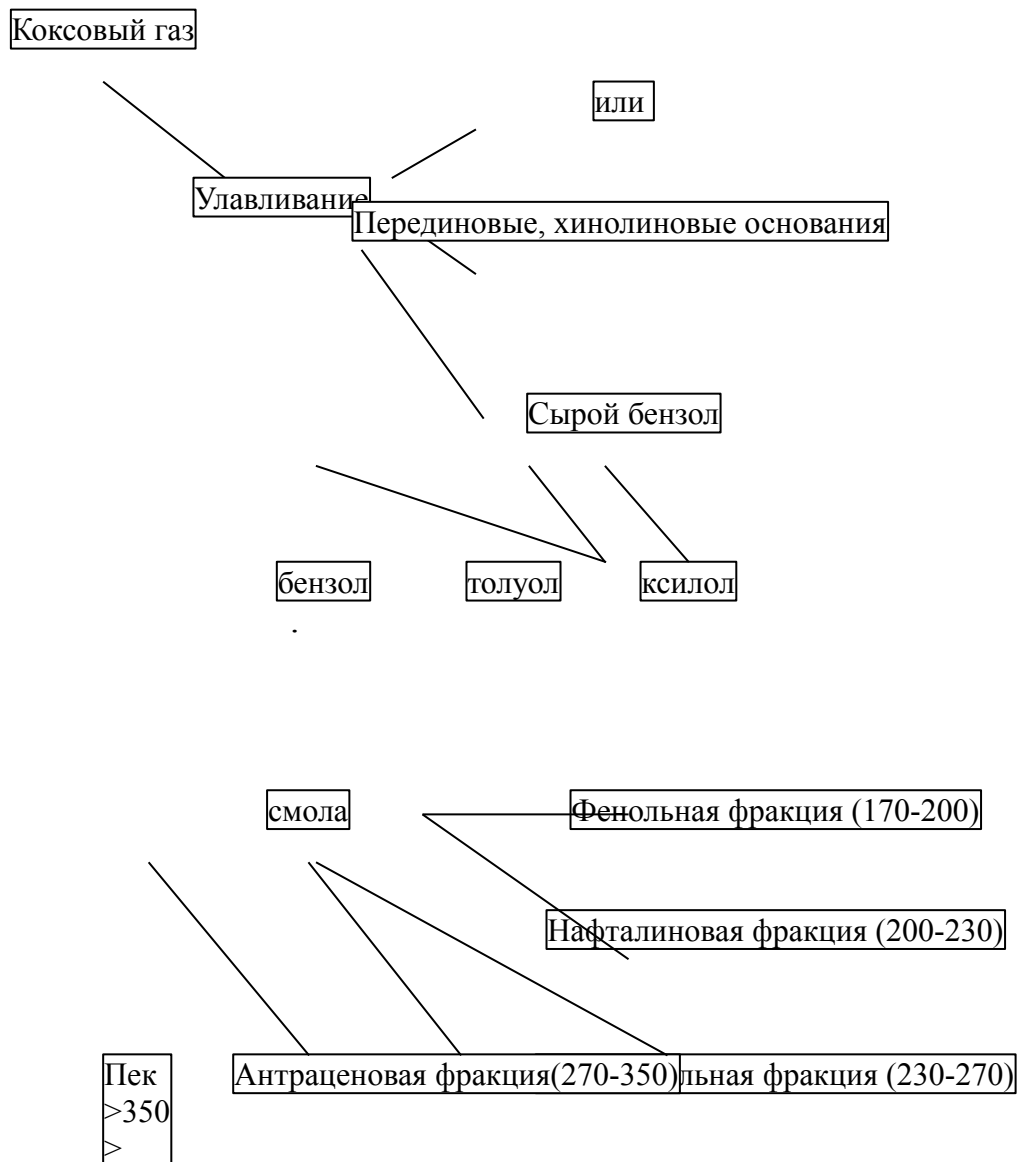 Коксовый газ
или
Улавливание
Перединовые, хинолиновые основания
Сырой бензол
бензол
толуол
ксилол
.
смола
Фенольная фракция (170-200)
Нафталиновая фракция (200-230)
Пек
>350
>
Антраценовая фракция(270-350)
льная фракция (230-270)